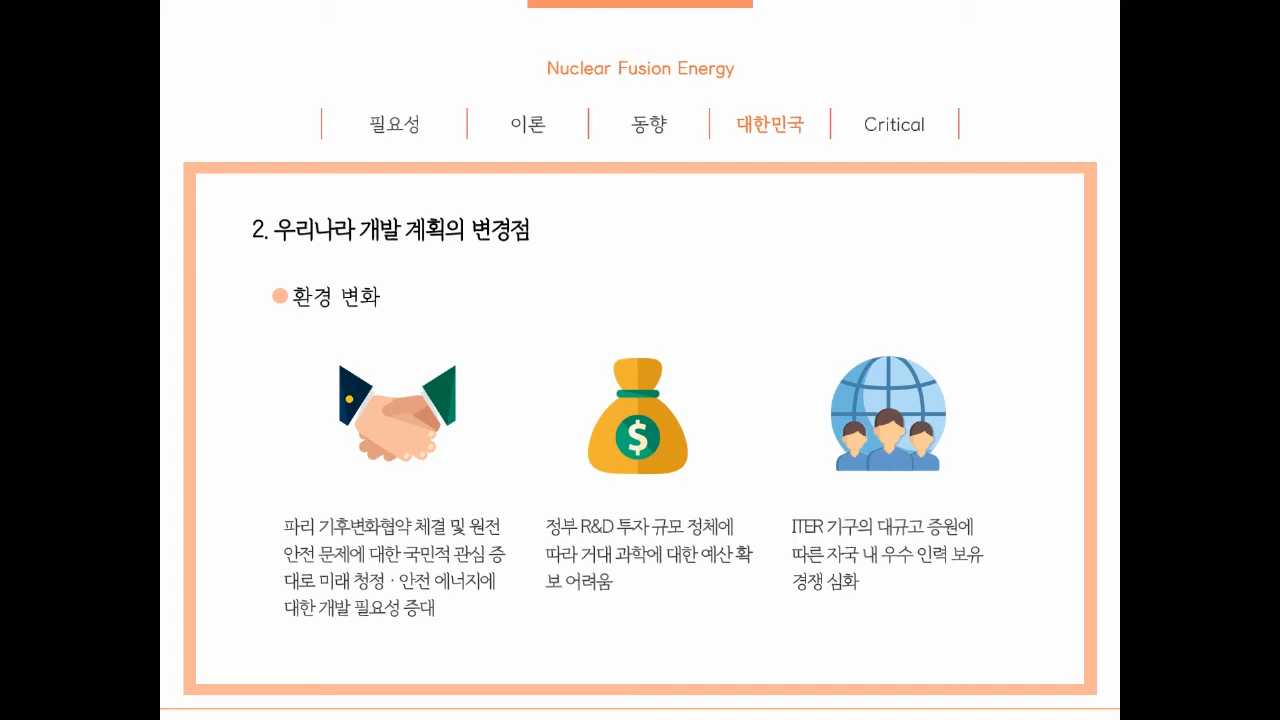 Nuclear Fusion Energy
필요성
이론
동향
대한민국
Critical
2. 우리나라 개발 계획의 변경점
환경 변화
$
파리 기후변화협약 체결 및 원전
안전 문제에 대한 국민적 관심 증
대로 미래 청정 · 안전 에너지에
대한 개발 필요성 증대
정부 R&D 투자 규모 정체에
따라 거대 과학에 대한 예산 확
보 어려움
ITER 기구의 대규고 증원에
따른 자국 내 우수 인력 보유
경쟁 심화